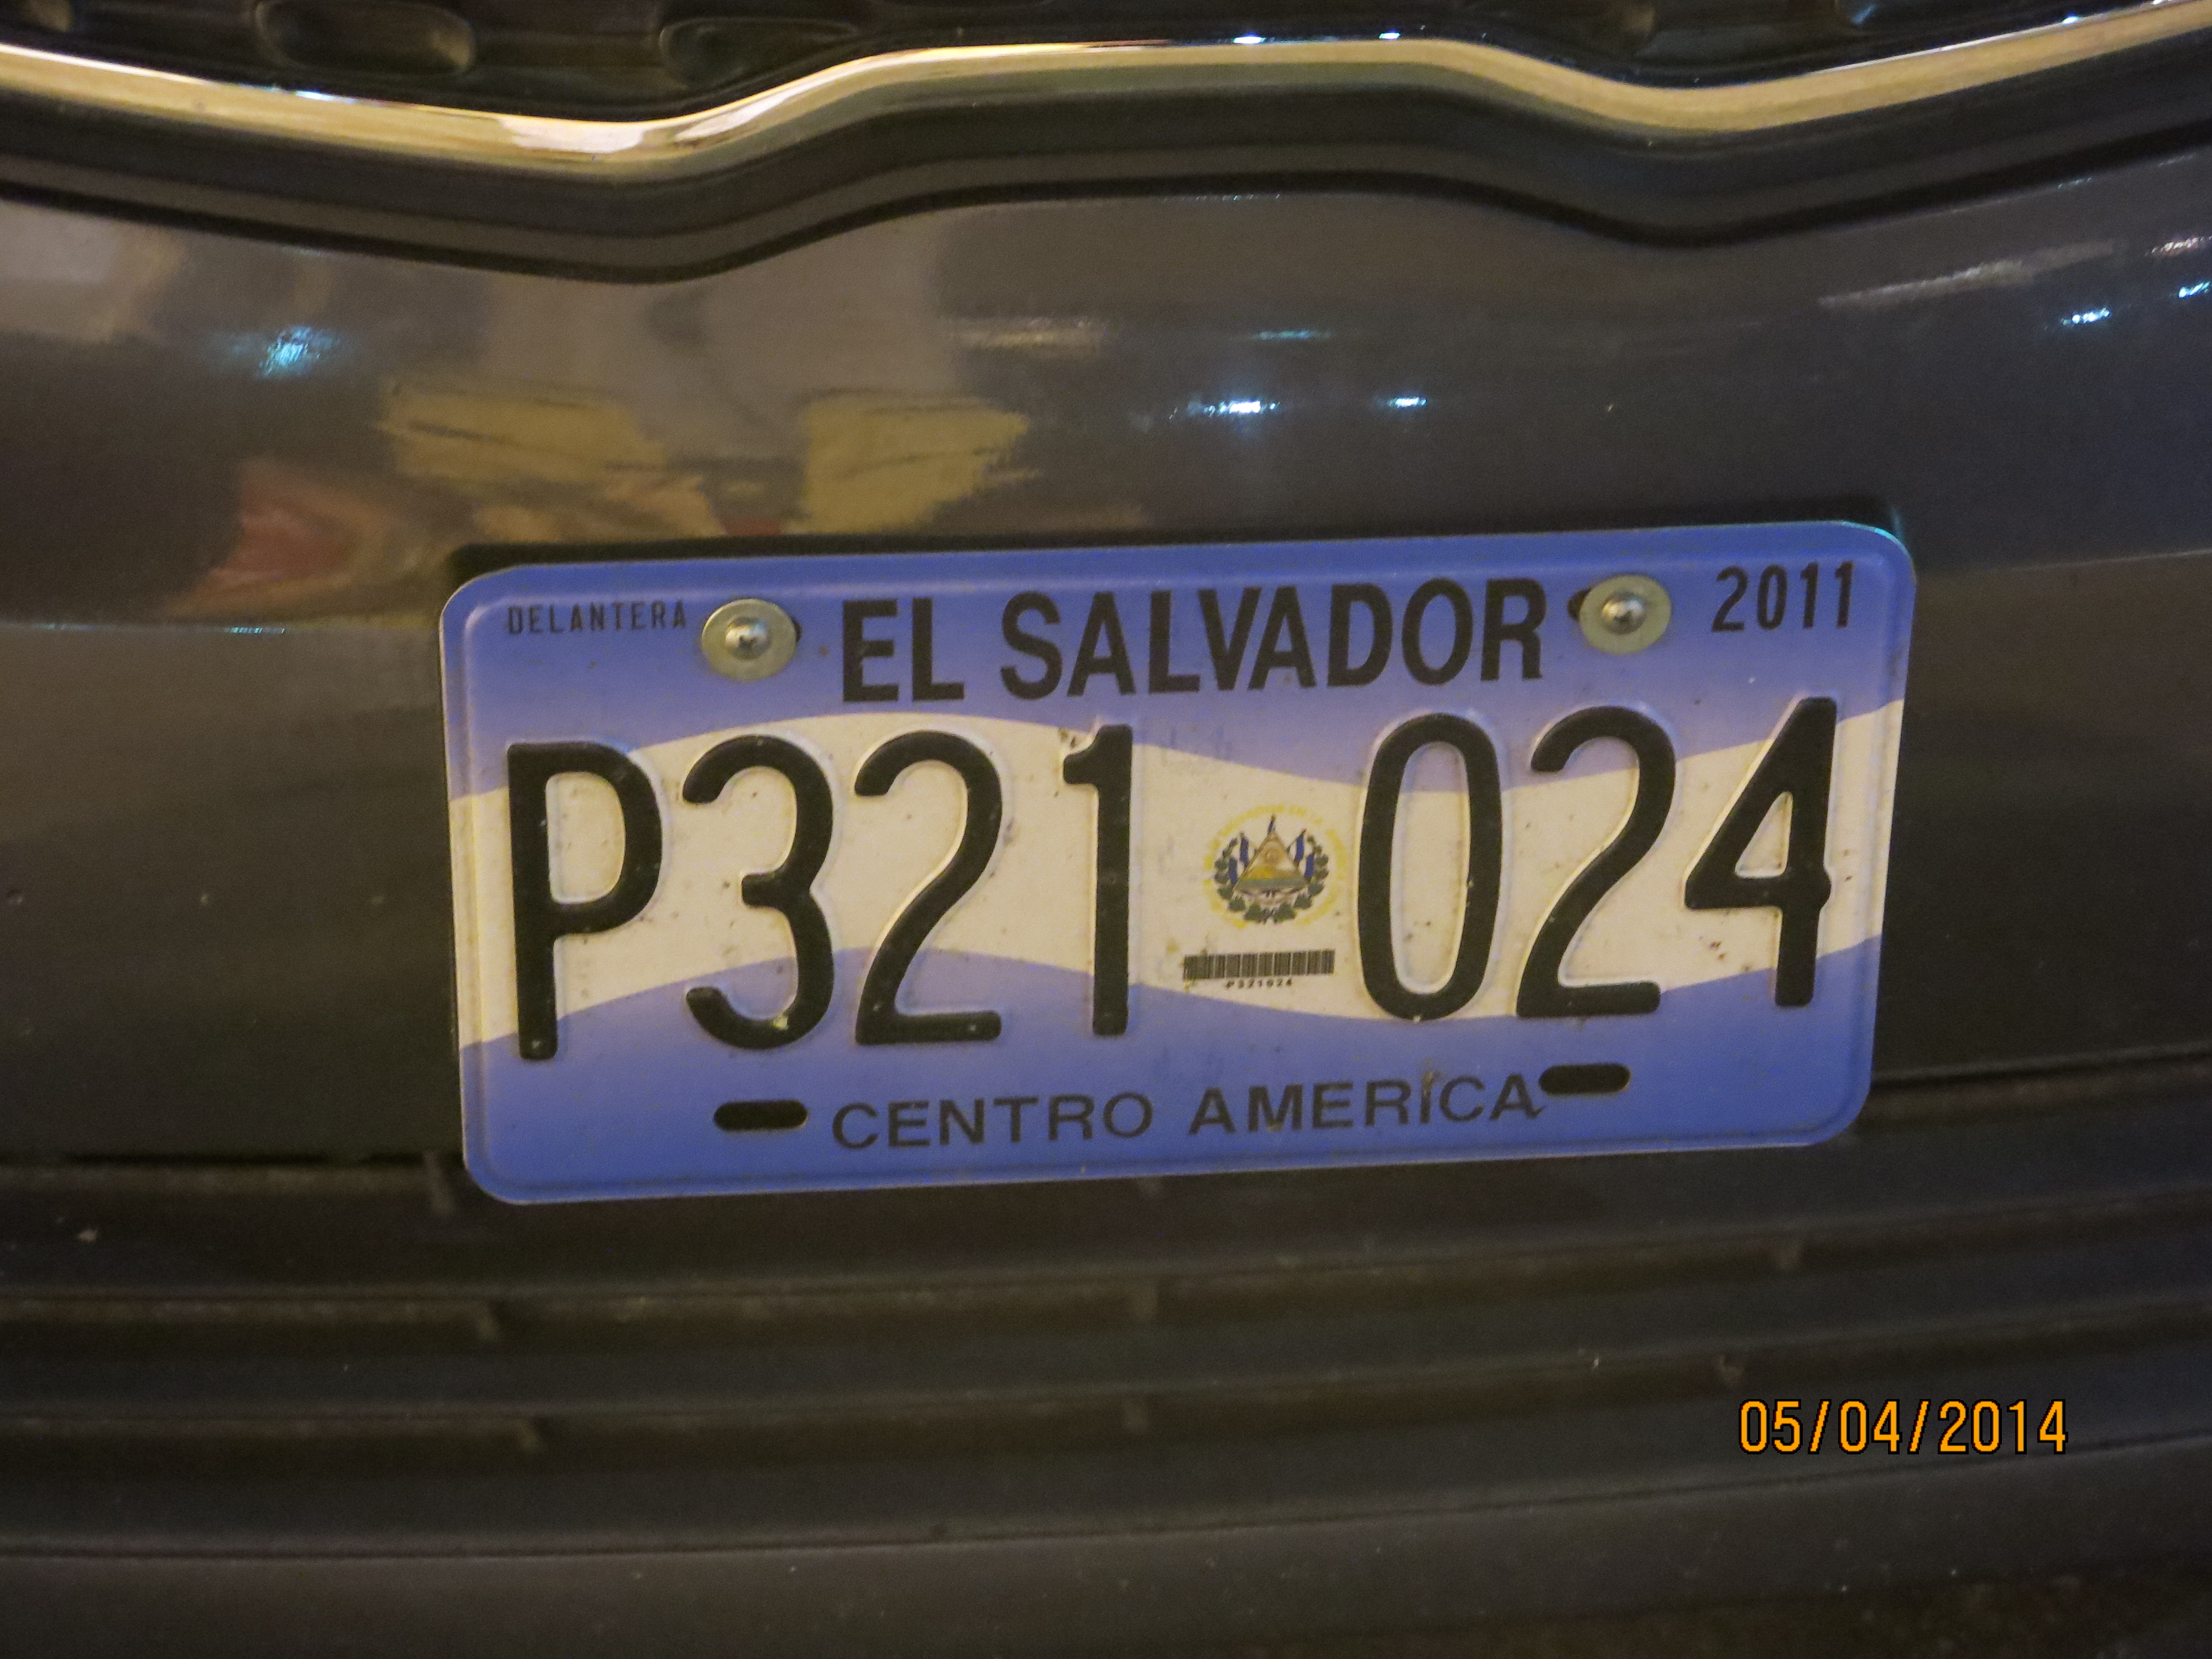 DELANTERA EL SALVADOR 2011
P321 024
P321024
CENTRO AMERICA
05/04/2014